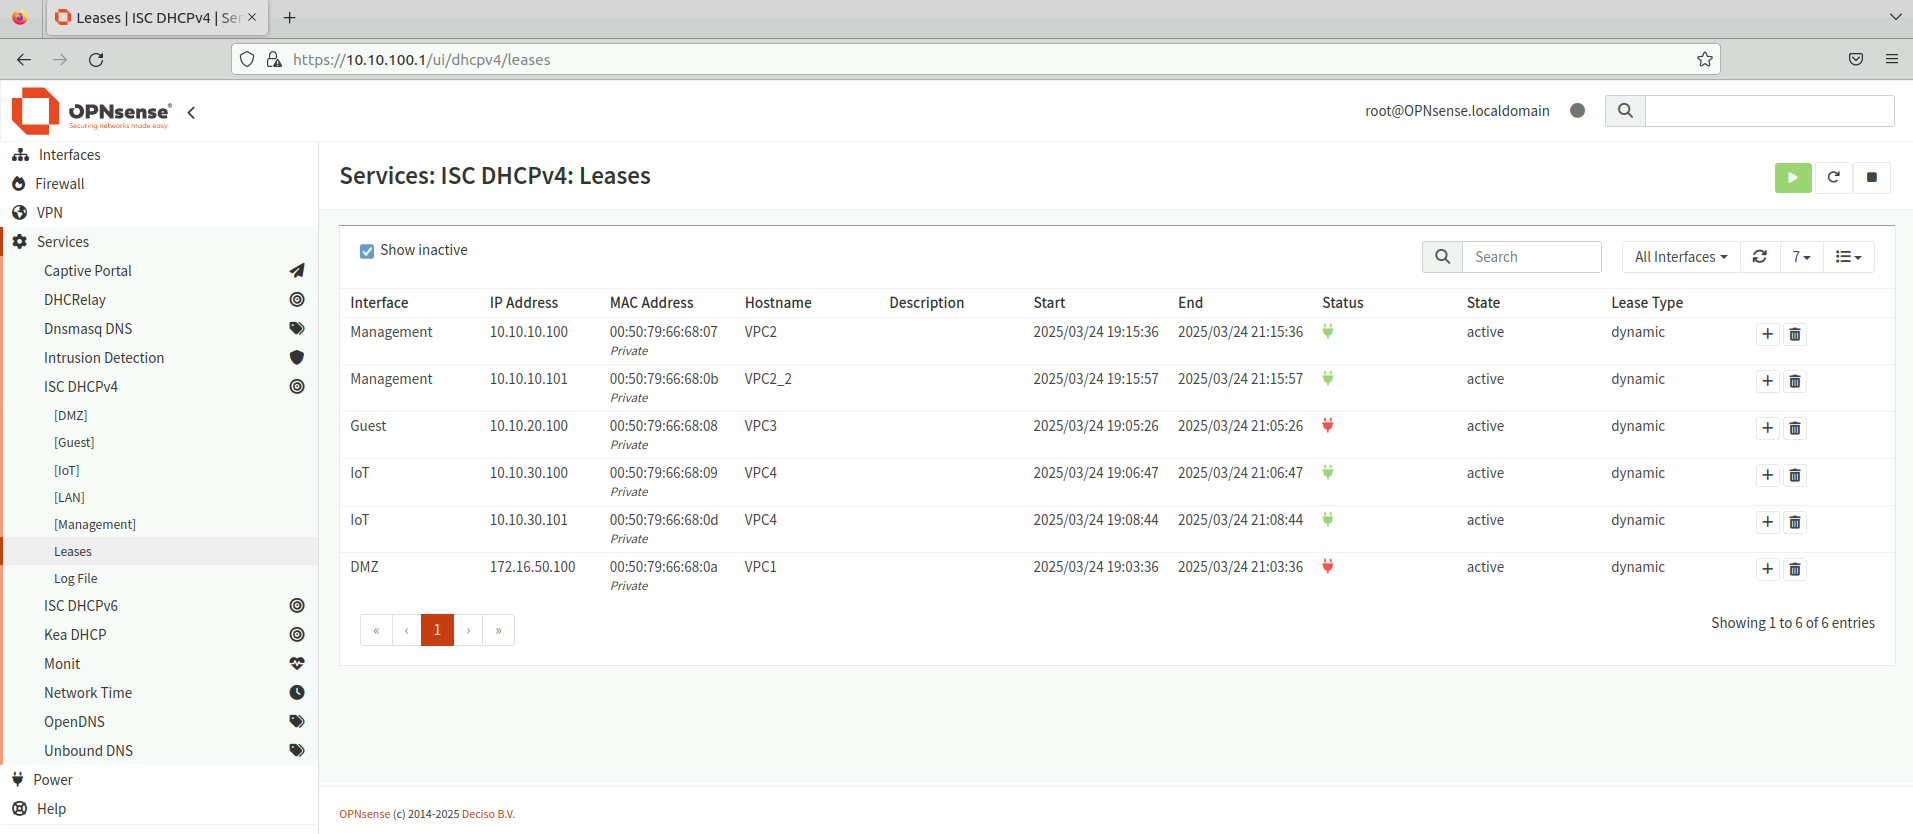 Leases | ISC DHCPv4 | Ser
https://10.10.100.1/ui/dhcpv4/leases
OPNsense®
Securing networks made easy
root@OPNsense.localdomain
Interfaces
Firewall
VPN
Services
Captive Portal
DHCRelay
Dnsmasq DNS
Intrusion Detection
ISC DHCPv4
[DMZ]
[Guest]
[IoT]
[LAN]
[Management]
Leases
Log File
ISC DHCPv6
Kea DHCP
Monit
Network Time
OpenDNS
Unbound DNS
Power
Help
Services: ISC DHCPv4: Leases
Show inactive
Search
All Interfaces
7
Interface IP Address MAC Address Hostname Description Start End Status State Lease Type
Management 10.10.10.100 00:50:79:66:68:07 VPC2 2025/03/24 19:15:36 2025/03/24 21:15:36 active dynamic
Private
Management 10.10.10.101 00:50:79:66:68:0b VPC2_2 2025/03/24 19:15:57 2025/03/24 21:15:57 active dynamic
Private
Guest 10.10.20.100 00:50:79:66:68:08 VPC3 2025/03/24 19:05:26 2025/03/24 21:05:26 active dynamic
Private
IoT 10.10.30.100 00:50:79:66:68:09 VPC4 2025/03/24 19:06:47 2025/03/24 21:06:47 active dynamic
Private
IoT 10.10.30.101 00:50:79:66:68:0d VPC4 2025/03/24 19:08:44 2025/03/24 21:08:44 active dynamic
Private
DMZ 172.16.50.100 00:50:79:66:68:0a VPC1 2025/03/24 19:03:36 2025/03/24 21:03:36 active dynamic
Private
« ‹ 1 › »
Showing 1 to 6 of 6 entries
OPNsense (c) 2014-2025 Deciso B.V.